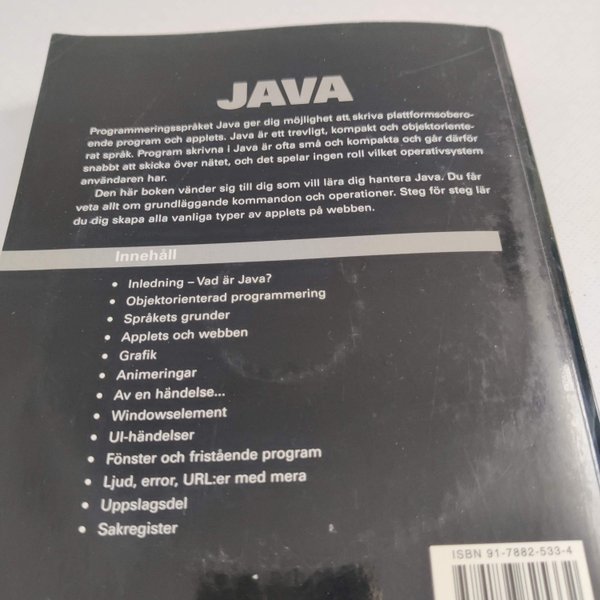 JAVA
Programmeringsspråket Java ger dig möjlighet att skriva plattformsobero-
ende program och applets. Java är ett trevligt, kompakt och objektoriente-
rat språk. Program skrivna i Java är ofta små och kompakta och går därför
snabbt att skicka över nätet, och det spelar ingen roll vilket operativsystem
användaren har.
Den här boken vänder sig till dig som vill lära dig hantera Java. Du får
veta allt om grundläggande kommandon och operationer. Steg för steg lär
du dig skapa alla vanliga typer av applets på webben.
Innehåll
• Inledning – Vad är Java?
• Objektorienterad programmering
• Språkets grunder
• Applets och webben
• Grafik
• Animeringar
• Av en händelse...
• Windowselement
• UI-händelser
• Fönster och fristående program
• Ljud, error, URL:er med mera
• Uppslagsdel
• Sakregister
ISBN 91-7882-533-4